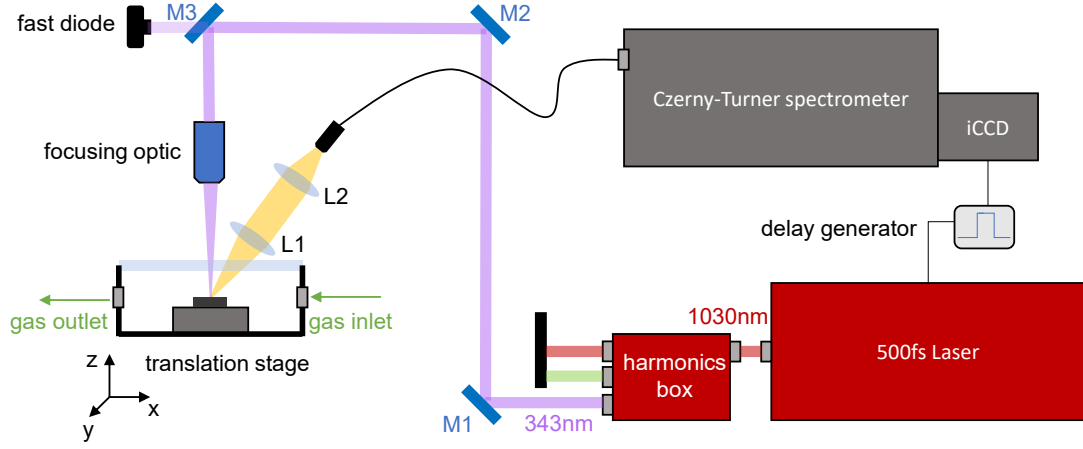 M3
M2
fast diode
Czerny-Turner spectrometer
iCCD
focusing optic
L2
L1
delay generator
gas outlet
gas inlet
1030nm
translation stage
harmonics
box
500fs Laser
z
x
y
M1
343nm